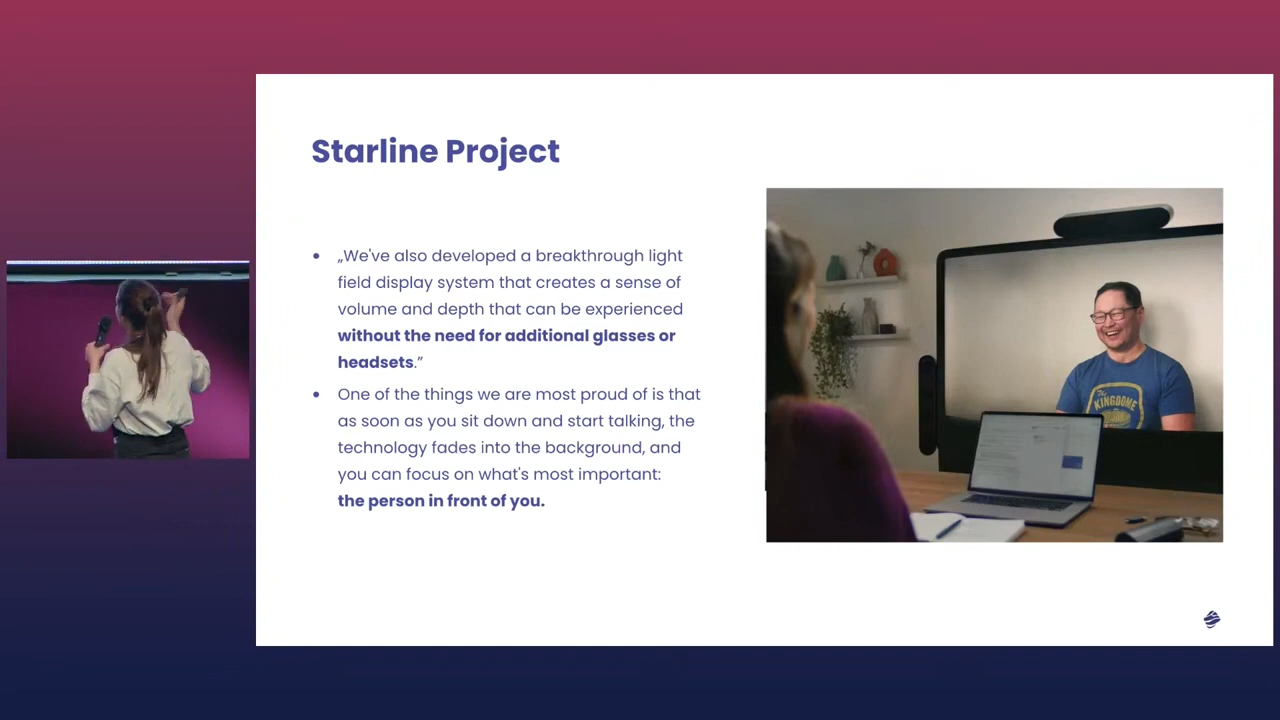 Starline Project
• „We've also developed a breakthrough light
field display system that creates a sense of
volume and depth that can be experienced
without the need for additional glasses or
headsets.”
• One of the things we are most proud of is that
as soon as you sit down and start talking, the
technology fades into the background, and
you can focus on what's most important:
the person in front of you.
The
KINGDOME